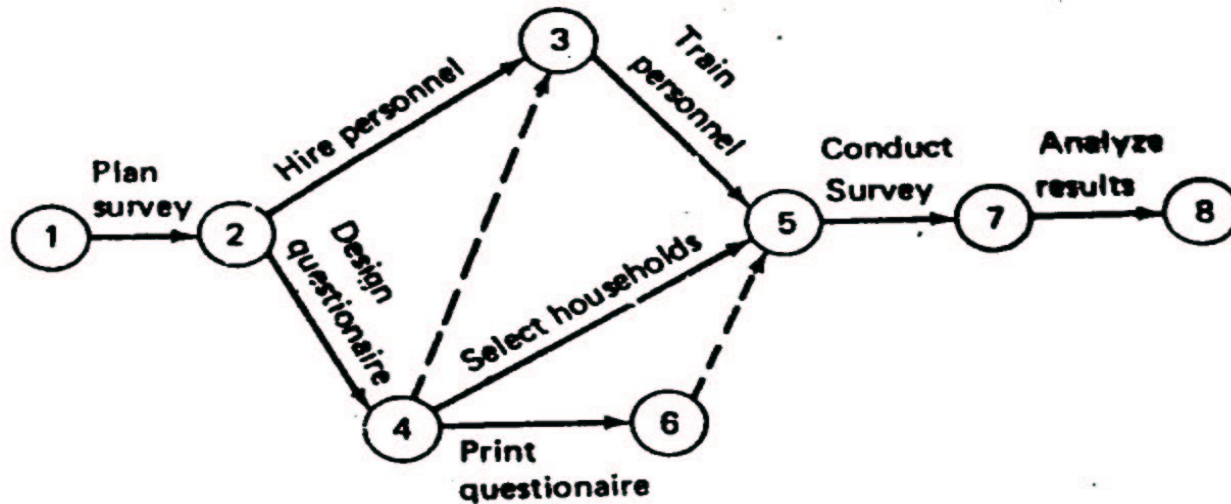 3
Train
personnel
Hire personnel
Plan
survey
Conduct
Survey
Analyze
results
1
2
5
7
8
Design
questionaire
Select households
4
6
Print
questionaire